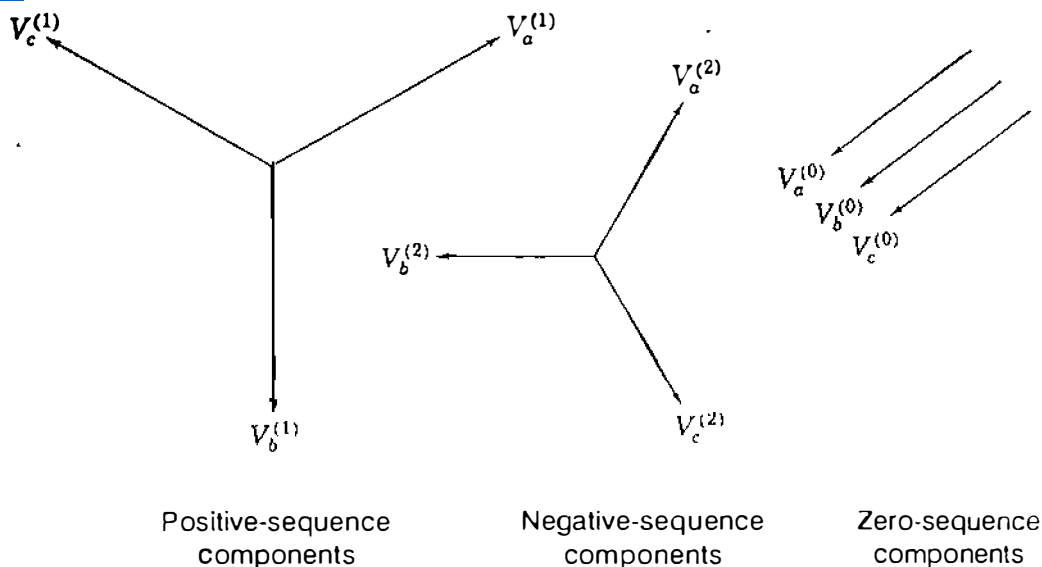 V_c^{(1)}
V_a^{(1)}
V_b^{(1)}
V_a^{(2)}
V_b^{(2)}
V_c^{(2)}
V_a^{(0)}
V_b^{(0)}
V_c^{(0)}
Positive-sequence
components
Negative-sequence
components
Zero-sequence
components